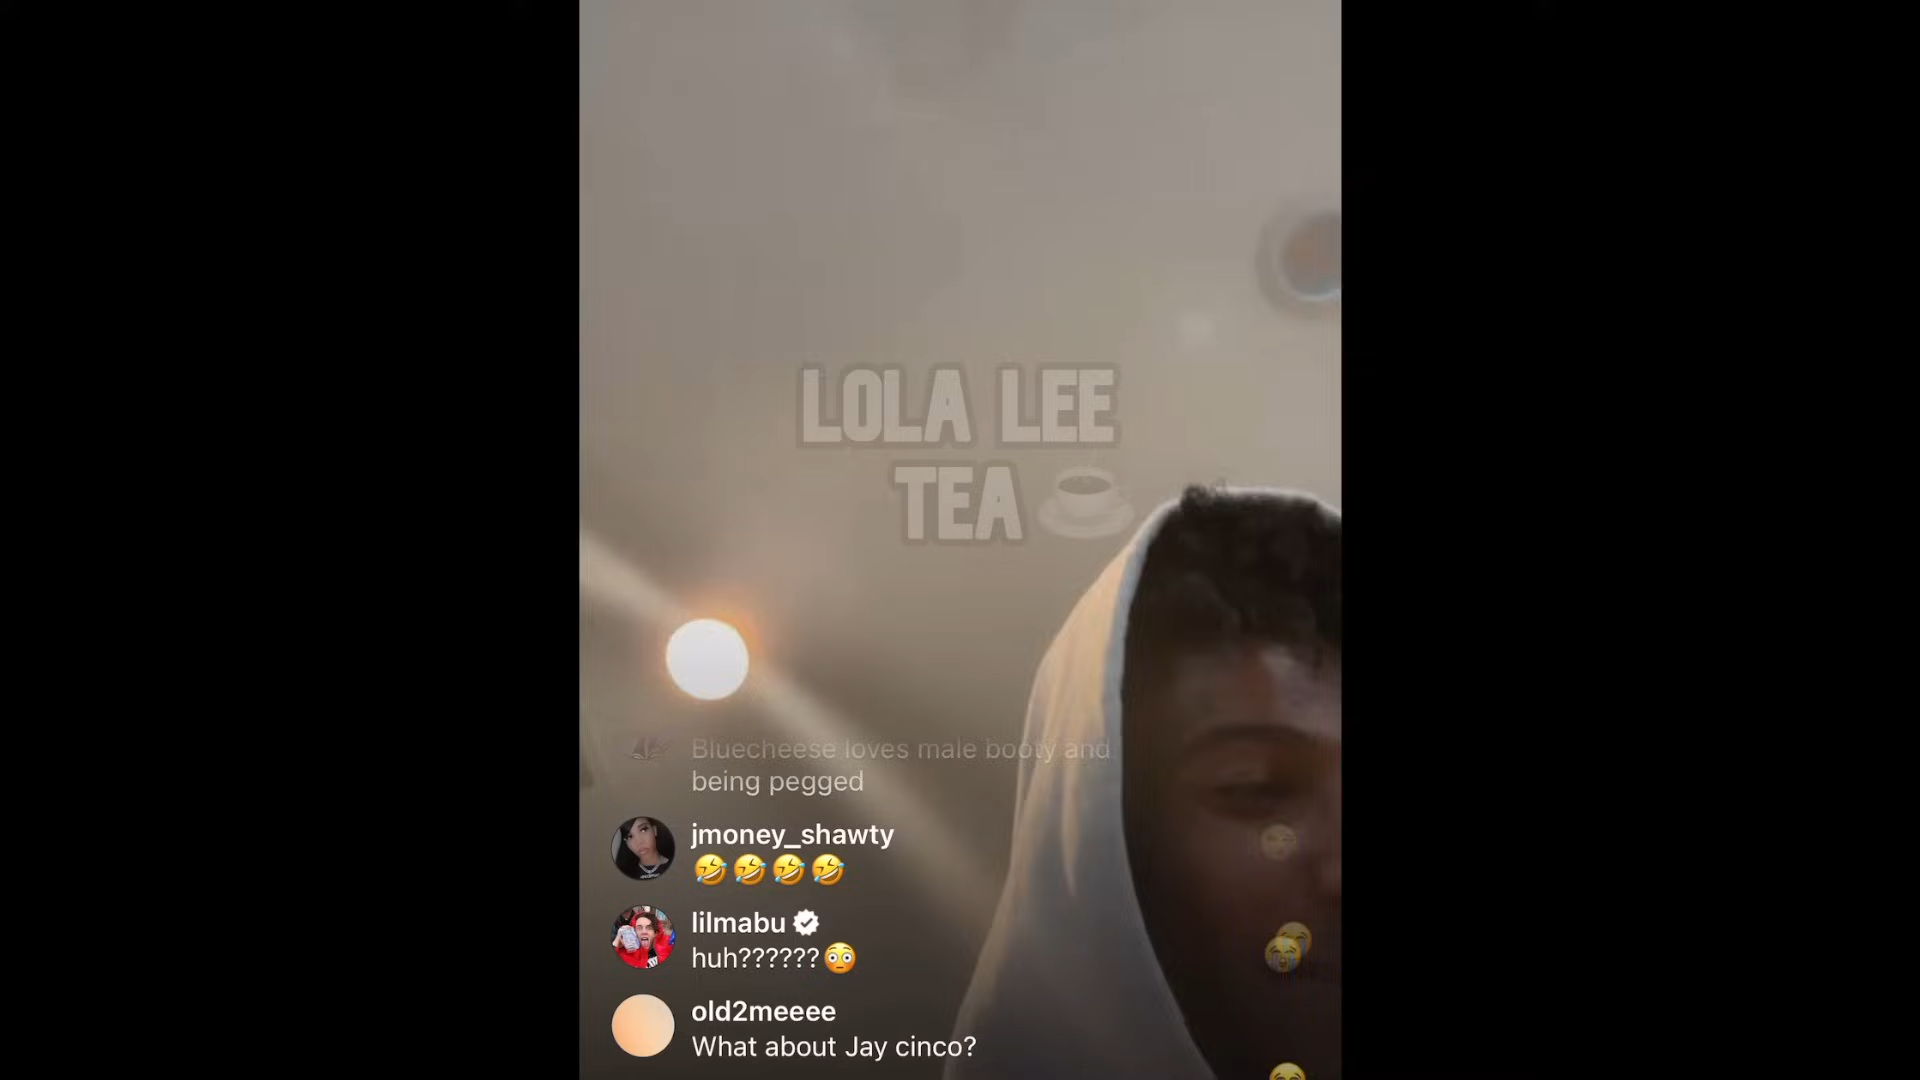 LOLA LEE
TEA
Bluecheese loves male booty and
being pegged
jmoney_shawty
🤣🤣🤣🤣
lilmabu
huh??????😳
old2meeee
What about Jay cinco?